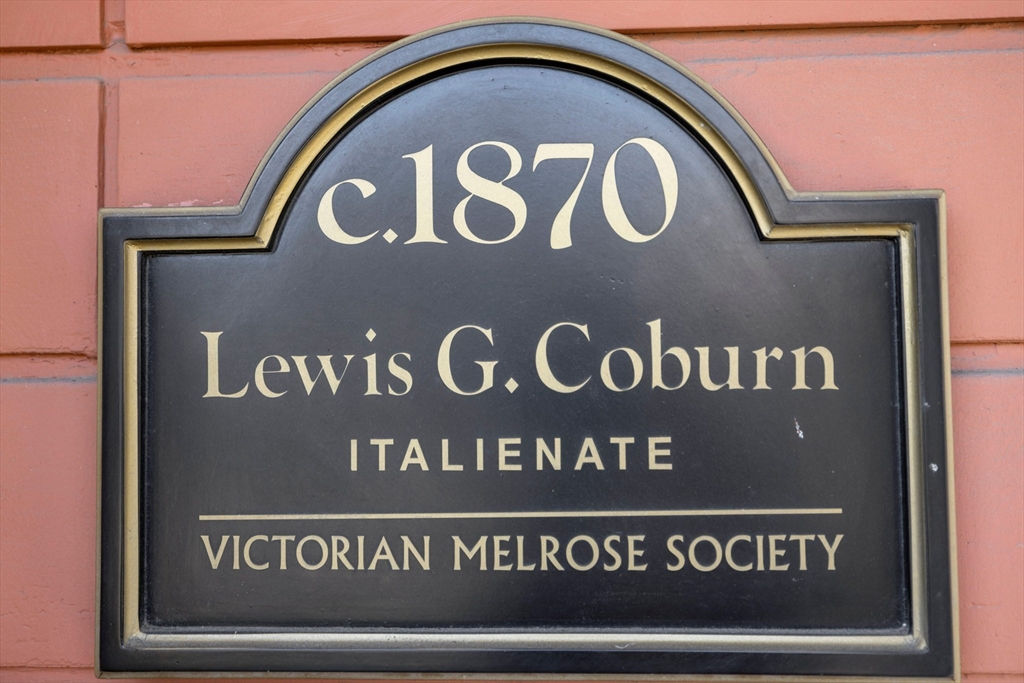 c.1870
Lewis G. Coburn
ITALIENATE
VICTORIAN MELROSE SOCIETY